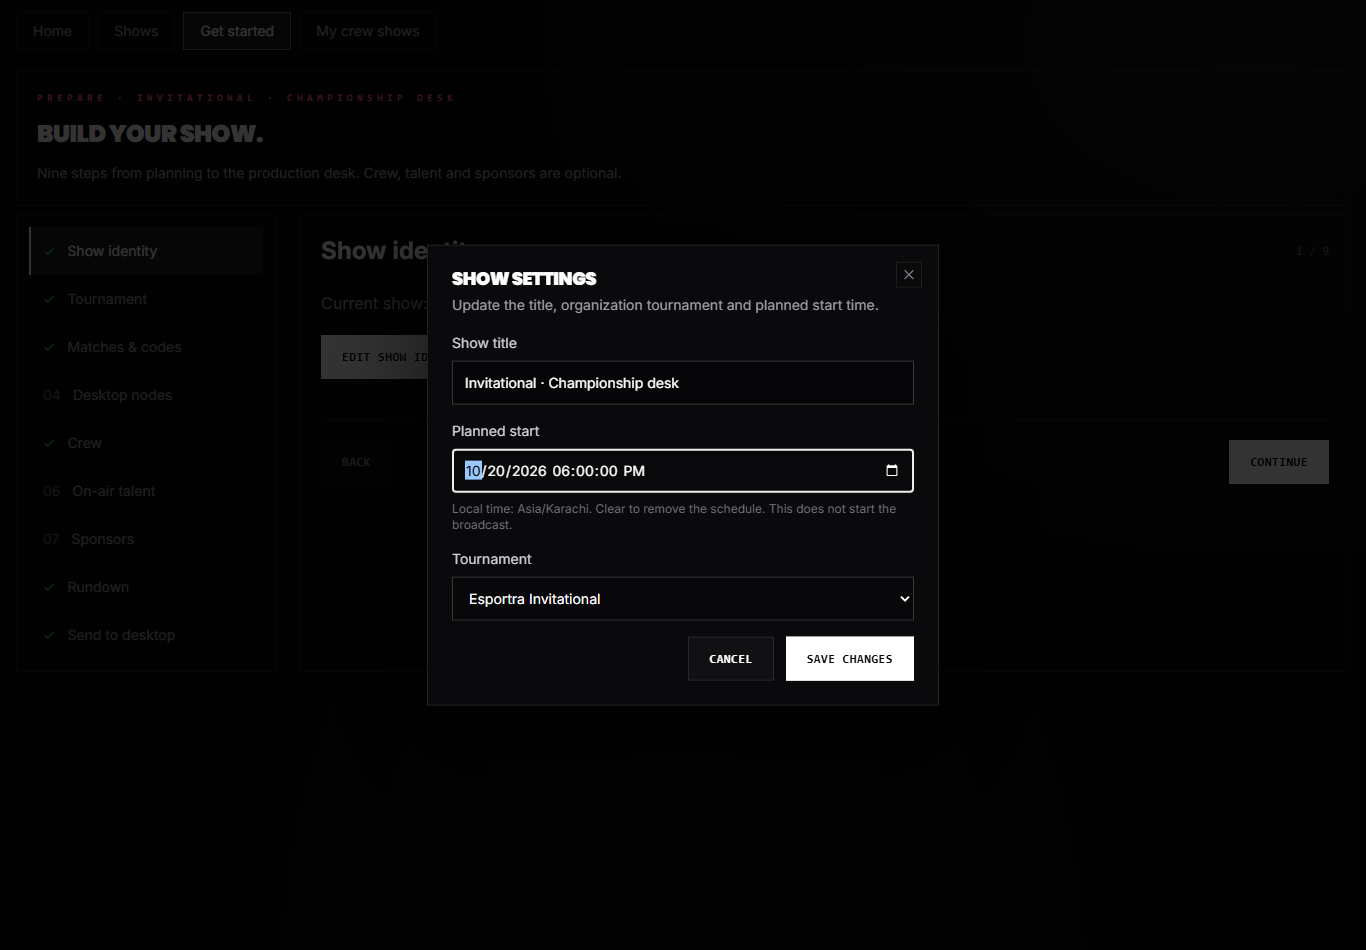 Home
Shows
Get started
My crew shows
PREPARE · INVITATIONAL · CHAMPIONSHIP DESK
BUILD YOUR SHOW.
Nine steps from planning to the production desk. Crew, talent and sponsors are optional.
Show identity
Tournament
Matches & codes
04 Desktop nodes
Crew
06 On-air talent
07 Sponsors
Rundown
Send to desktop
1 / 9
Current show:
EDIT SHOW
BACK
CONTINUE
SHOW SETTINGS
Update the title, organization tournament and planned start time.
Show title
Invitational · Championship desk
Planned start
10/20/2026 06:00:00 PM
Local time: Asia/Karachi. Clear to remove the schedule. This does not start the
broadcast.
Tournament
Esportra Invitational
CANCEL
SAVE CHANGES